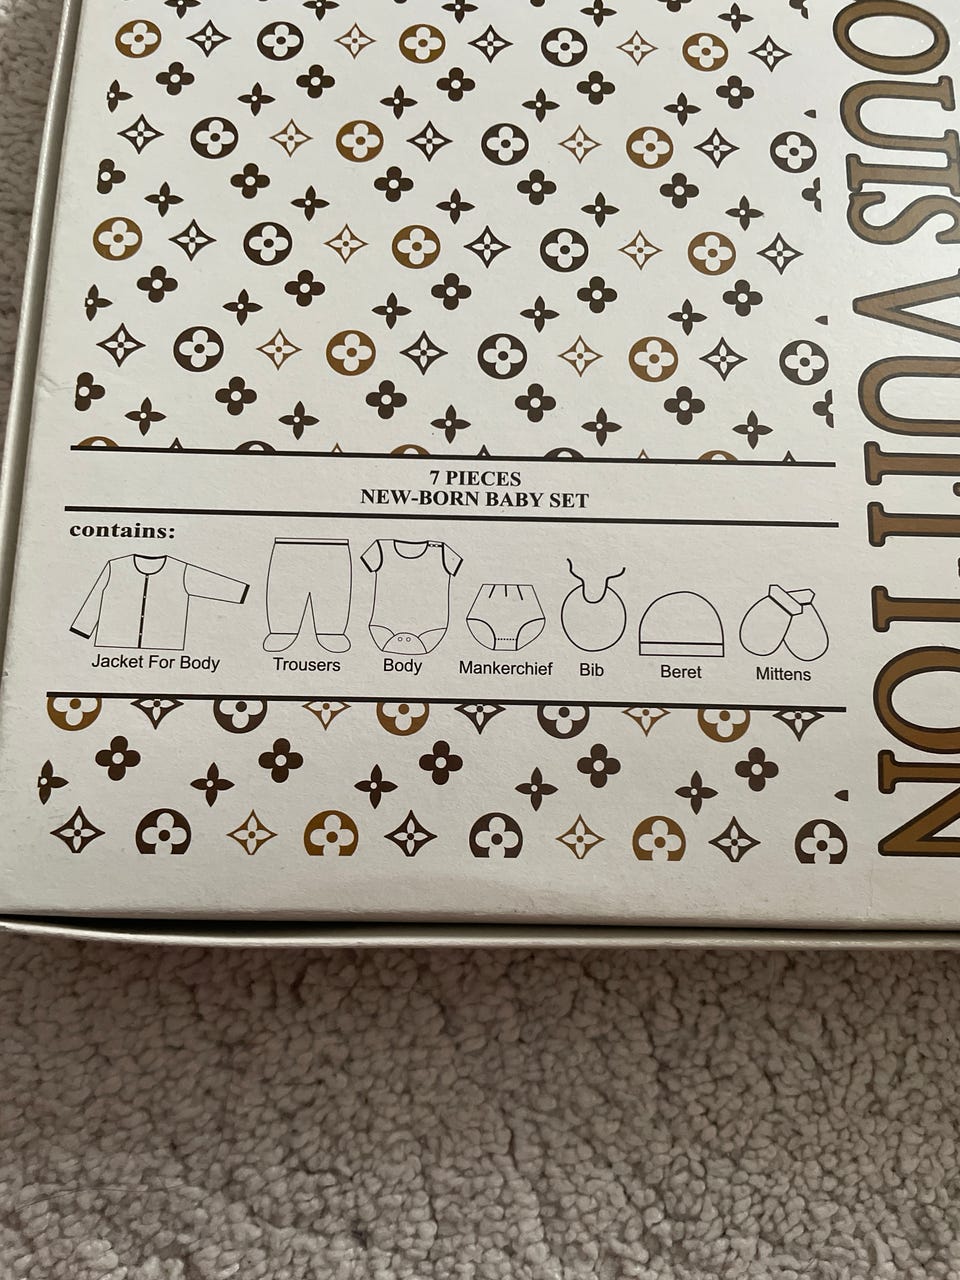 7 PIECES
NEW-BORN BABY SET
contains:
Jacket For Body
Trousers
Body
Mankerchief
Bib
Beret
Mittens
OUIS VUITTON